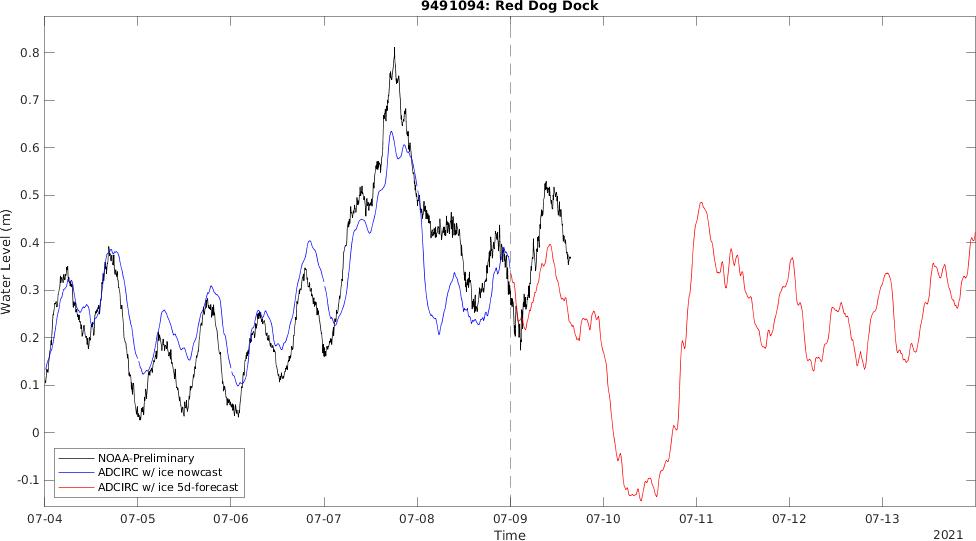 9491094: Red Dog Dock
Water Level (m)
0.8
0.7
0.6
0.5
0.4
0.3
0.2
0.1
0
-0.1
NOAA-Preliminary
ADCIRC w/ ice nowcast
ADCIRC w/ ice 5d-forecast
07-04 07-05 07-06 07-07 07-08 07-09 07-10 07-11 07-12 07-13
Time
2021